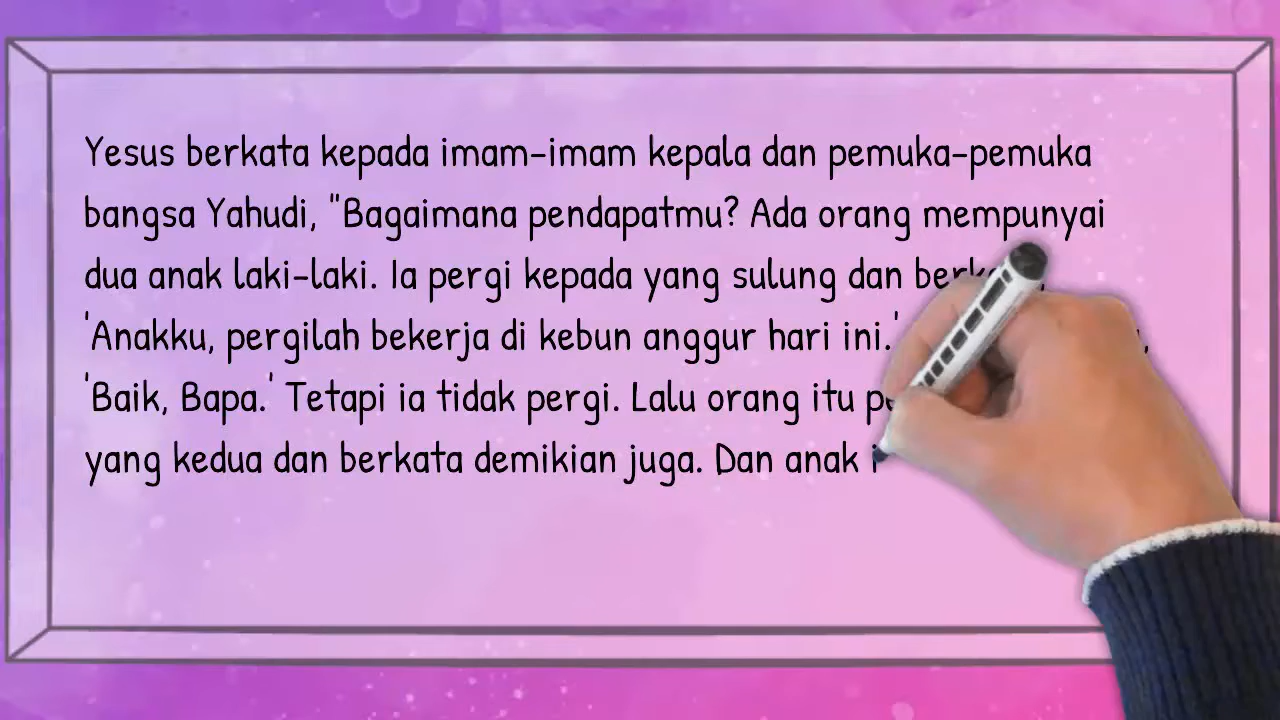 Yesus berkata kepada imam-imam kepala dan pemuka-pemuka
bangsa Yahudi, "Bagaimana pendapatmu? Ada orang mempunyai
dua anak laki-laki. Ia pergi kepada yang sulung dan
'Anakku, pergilah bekerja di kebun anggur hari ini.'
'Baik, Bapa.' Tetapi ia tidak pergi. Lalu orang itu
yang kedua dan berkata demikian juga. Dan anak